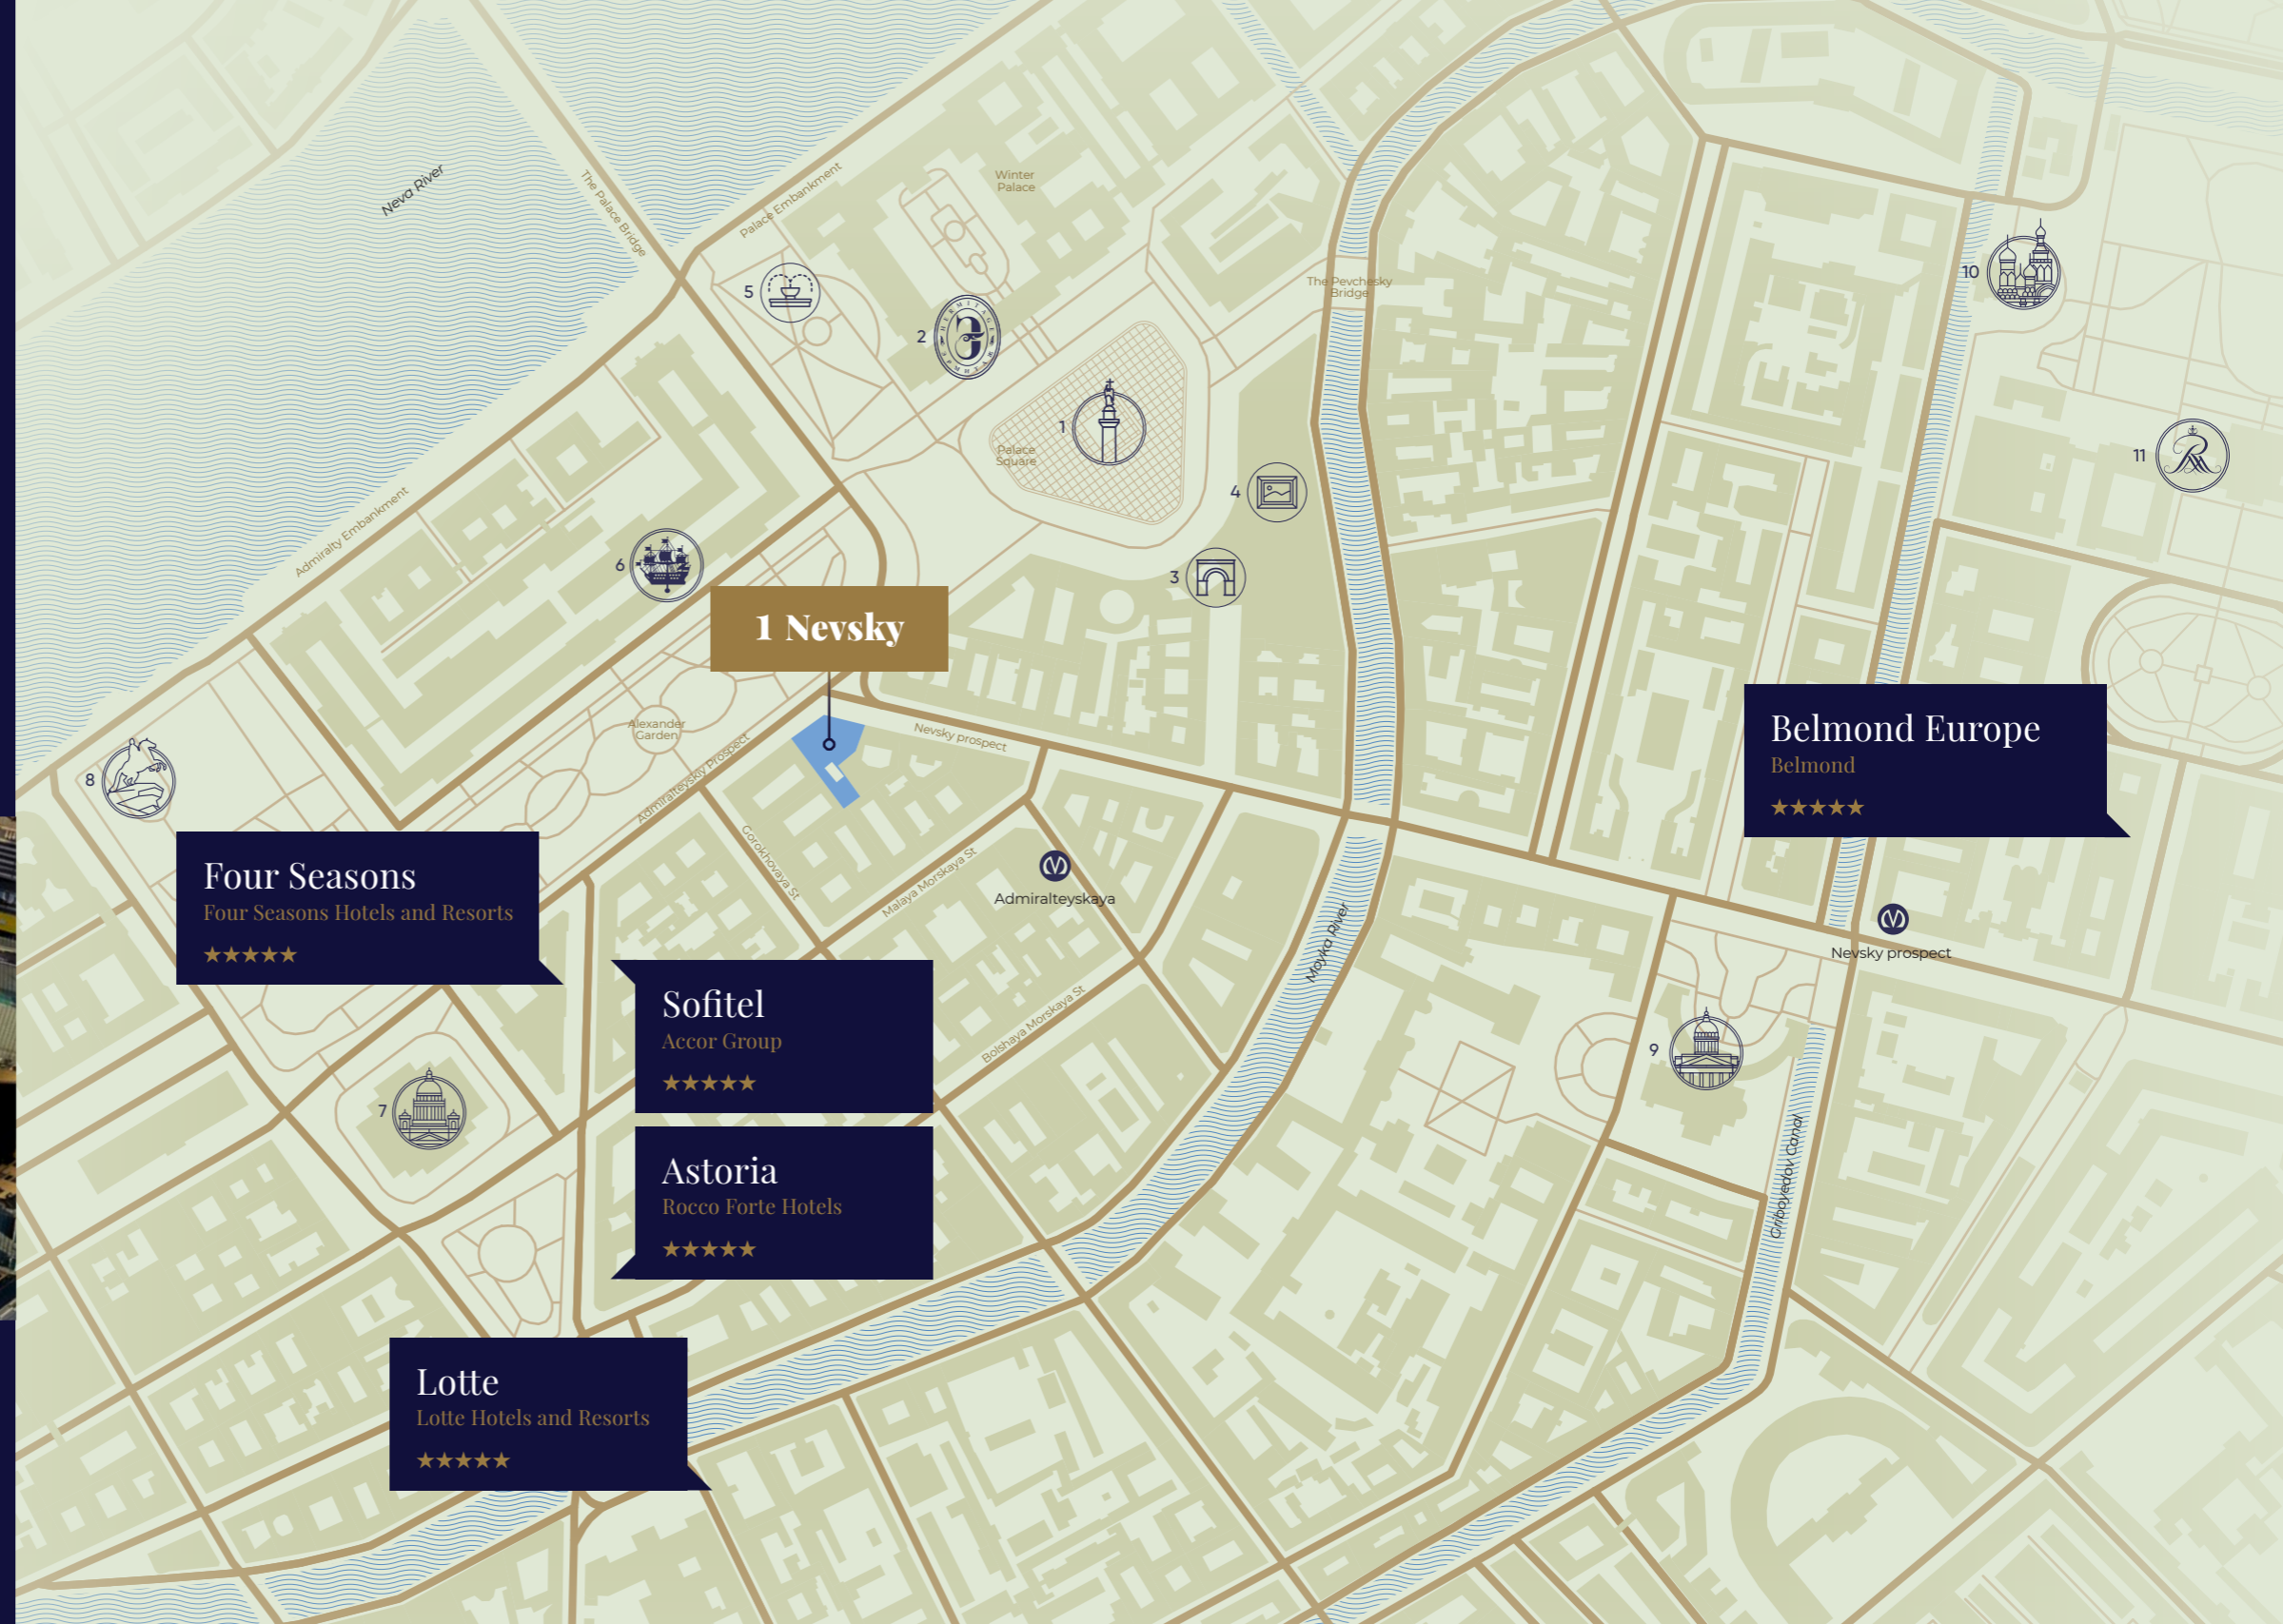 Neva River
The Palace Bridge
Palace Embankment
Winter
Palace
5
2
HERMITAGE
ЭРМИТАЖ
The Pevchesky
Bridge
10
1
Palace
Square
4
11
Admiralty Embankment
6
3
1 Nevsky
Alexander
Garden
Admiralteyskiy Prospect
Nevsky prospect
8
Belmond Europe
Belmond
★★★★★
Four Seasons
Four Seasons Hotels and Resorts
★★★★★
Gorokhovaya St
Malaya Morskaya St
Admiralteyskaya
Moyka River
Nevsky prospect
Sofitel
Accor Group
★★★★★
Bolshaya Morskaya St
9
7
Astoria
Rocco Forte Hotels
★★★★★
Griboyedov Canal
Lotte
Lotte Hotels and Resorts
★★★★★